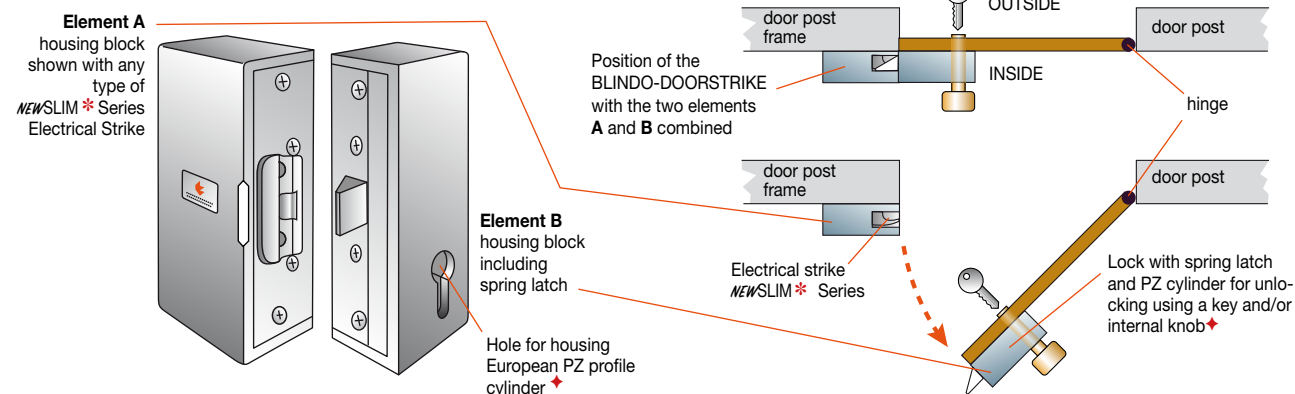 Element A
housing block
shown with any
type of
NEWSLIM * Series
Electrical Strike
Element B
housing block
including
spring latch
Hole for housing
European PZ profile
cylinder ✦
Position of the
BLINDO-DOORSTRIKE
with the two elements
A and B combined
door post
frame
OUTSIDE
INSIDE
door post
hinge
door post
frame
door post
Electrical strike
NEWSLIM * Series
Lock with spring latch
and PZ cylinder for unlo-
cking using a key and/or
internal knob✦